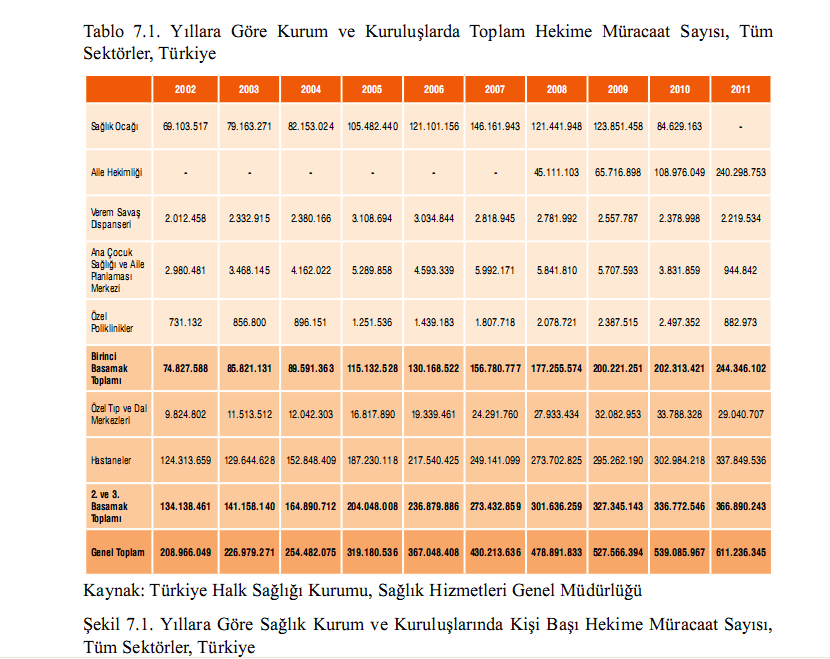 Tablo 7.1. Yıllara Göre Kurum ve Kuruluşlarda Toplam Hekime Müracaat Sayısı, Tüm
Sektörler, Türkiye
2002 2003 2004 2005 2006 2007 2008 2009 2010 2011
Sağlık Ocağı 69.103.517 79.163.271 82.153.024 105.482.440 121.101.156 146.161.943 121.441.948 123.851.458 84.629.163 -
Aile Hekimliği - - - - - - 45.111.103 65.716.898 108.976.049 240.298.753
Verem Savaş
Dispanseri 2.012.458 2.332.915 2.380.166 3.108.694 3.034.844 2.818.945 2.781.992 2.557.787 2.378.998 2.219.534
Ana Çocuk
Sağlığı ve Aile
Planlaması
Merkezi 2.980.481 3.468.145 4.162.022 5.289.858 4.593.339 5.992.171 5.841.810 5.707.593 3.831.859 944.842
Özel
Poliklinikler 731.132 856.800 896.151 1.251.536 1.439.183 1.807.718 2.078.721 2.387.515 2.497.352 882.973
Birinci
Basamak
Toplamı 74.827.588 85.821.131 89.591.363 115.132.528 130.168.522 156.780.777 177.255.574 200.221.251 202.313.421 244.346.102
Özel Tıp ve Dal
Merkezleri 9.824.802 11.513.512 12.042.303 16.817.890 19.339.461 24.291.760 27.933.434 32.082.953 33.788.328 29.040.707
Hastaneler 124.313.659 129.644.628 152.848.409 187.230.118 217.540.425 249.141.099 273.702.825 295.262.190 302.984.218 337.849.536
2. ve 3.
Basamak
Toplamı 134.138.461 141.158.140 164.890.712 204.048.008 236.879.886 273.432.859 301.636.259 327.345.143 336.772.546 366.890.243
Genel Toplam 208.966.049 226.979.271 254.482.075 319.180.536 367.048.408 430.213.636 478.891.833 527.566.394 539.085.967 611.236.345
Kaynak: Türkiye Halk Sağlığı Kurumu, Sağlık Hizmetleri Genel Müdürlüğü
Şekil 7.1. Yıllara Göre Sağlık Kurum ve Kuruluşlarında Kişi Başı Hekime Müracaat Sayısı,
Tüm Sektörler, Türkiye